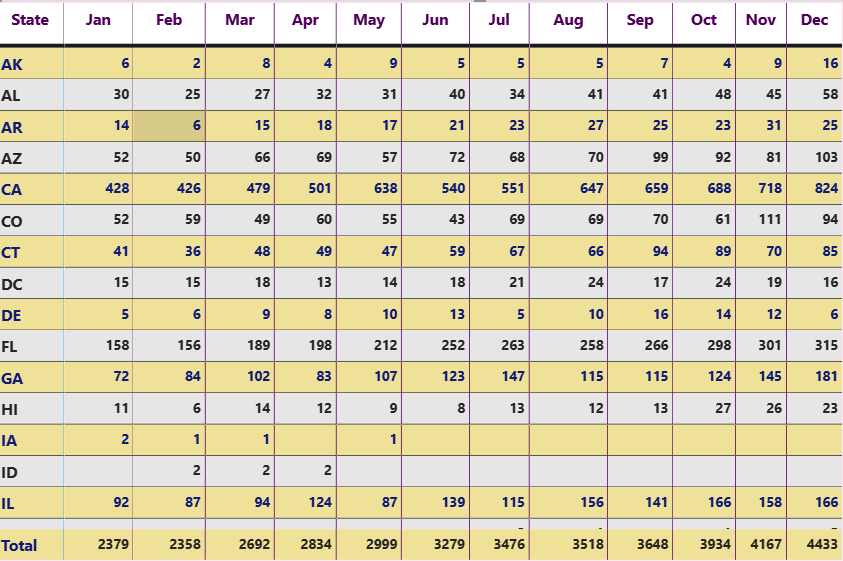 State Jan Feb Mar Apr May Jun Jul Aug Sep Oct Nov Dec
AK 6 2 8 4 9 5 5 5 7 4 9 16
AL 30 25 27 32 31 40 34 41 41 48 45 58
AR 14 6 15 18 17 21 23 27 25 23 31 25
AZ 52 50 66 69 57 72 68 70 99 92 81 103
CA 428 426 479 501 638 540 551 647 659 688 718 824
CO 52 59 49 60 55 43 69 69 70 61 111 94
CT 41 36 48 49 47 59 67 66 94 89 70 85
DC 15 15 18 13 14 18 21 24 17 24 19 16
DE 5 6 9 8 10 13 5 10 16 14 12 6
FL 158 156 189 198 212 252 263 258 266 298 301 315
GA 72 84 102 83 107 123 147 115 115 124 145 181
HI 11 6 14 12 9 8 13 12 13 27 26 23
IA 2 1 1 1
ID 2 2 2
IL 92 87 94 124 87 139 115 156 141 166 158 166
Total 2379 2358 2692 2834 2999 3279 3476 3518 3648 3934 4167 4433